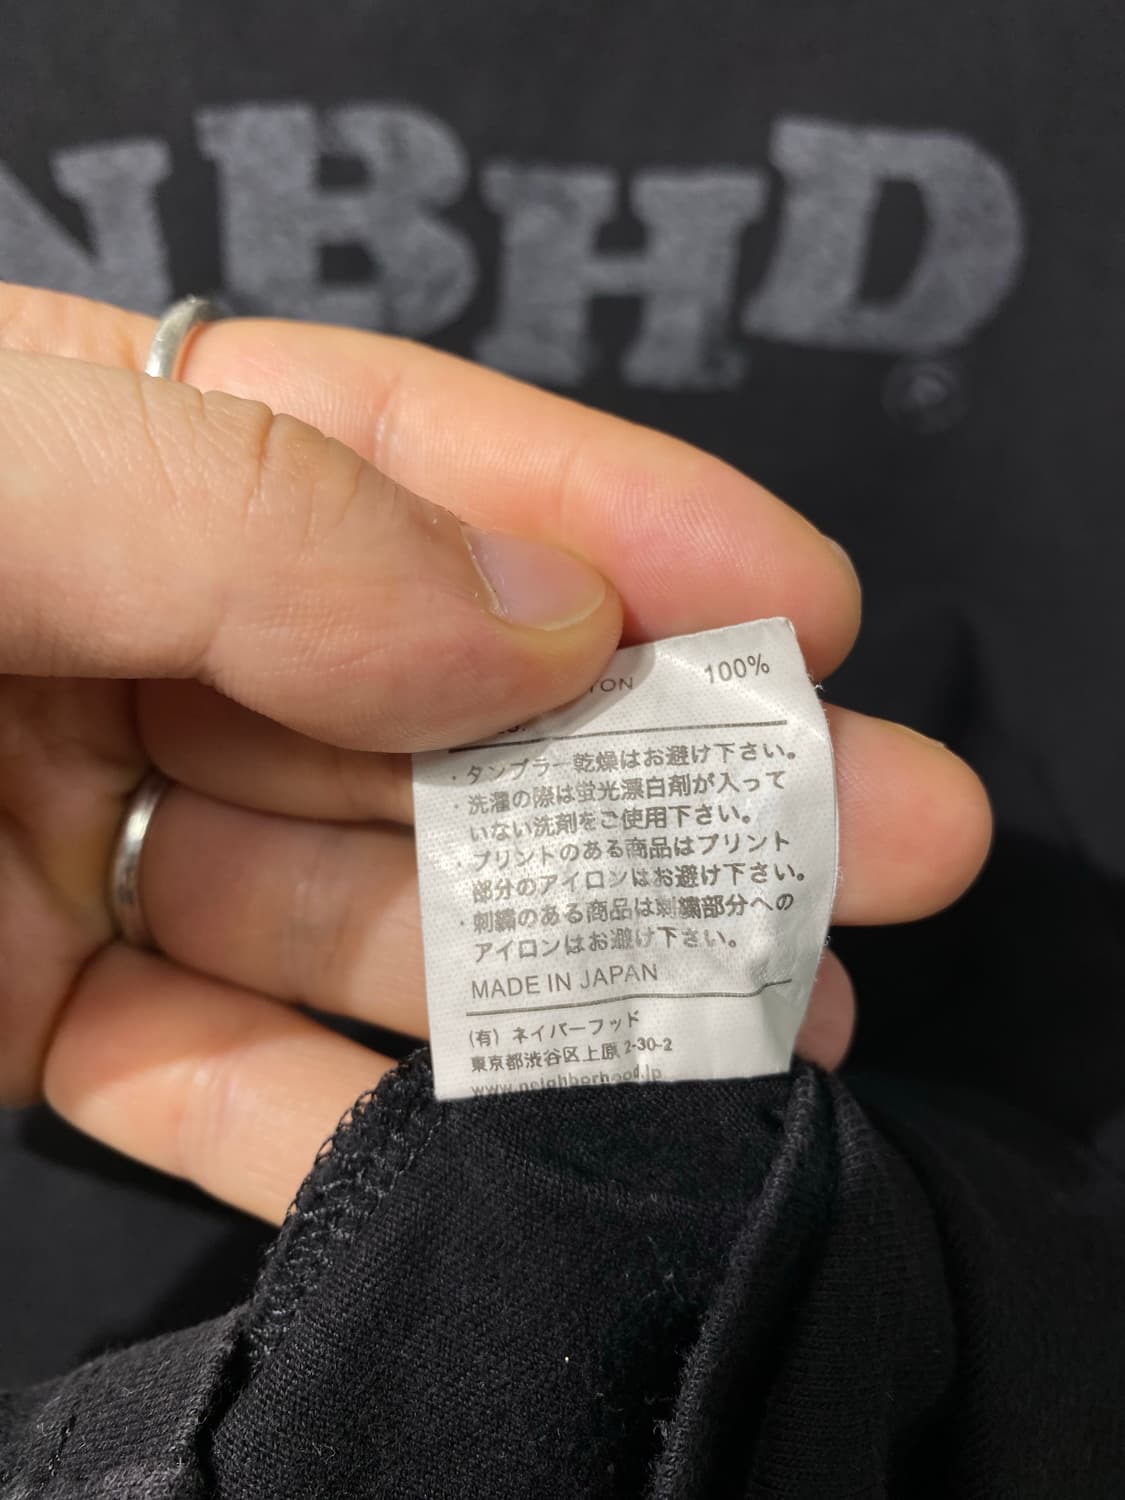 NBHD
®
TON 100%
・タンブラー乾燥はお避け下さい。
・洗濯の際は蛍光漂白剤が入って
いない洗剤をご使用下さい。
・プリントのある商品はプリント
部分のアイロンはお避け下さい。
・刺繍のある商品は刺繍部分への
アイロンはお避け下さい。
MADE IN JAPAN
(有) ネイバーフッド
東京都渋谷区上原 2-30-2
www.neighborhood.jp